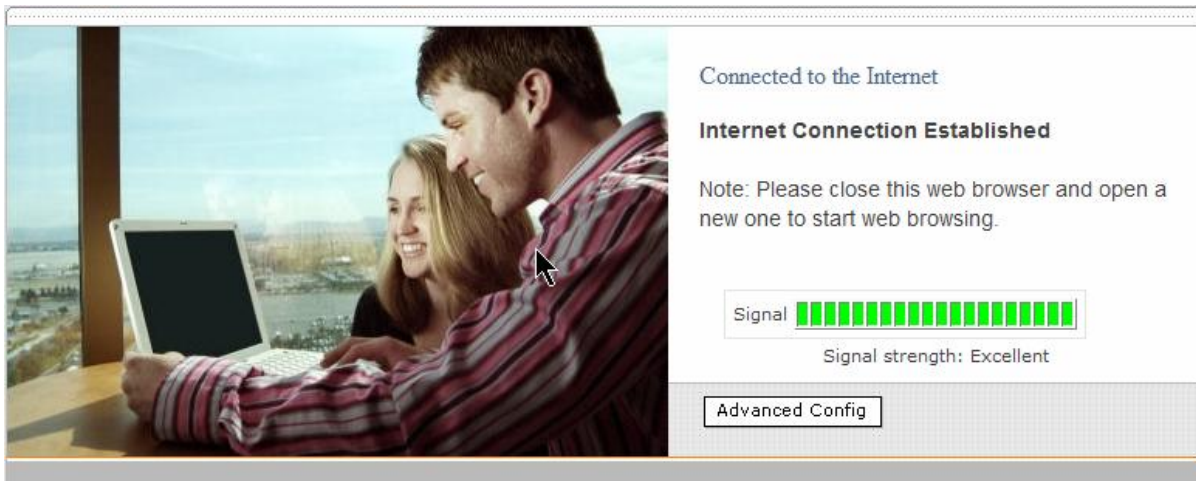 Connected to the Internet
Internet Connection Established
Note: Please close this web browser and open a
new one to start web browsing.
Signal
Signal strength: Excellent
Advanced Config